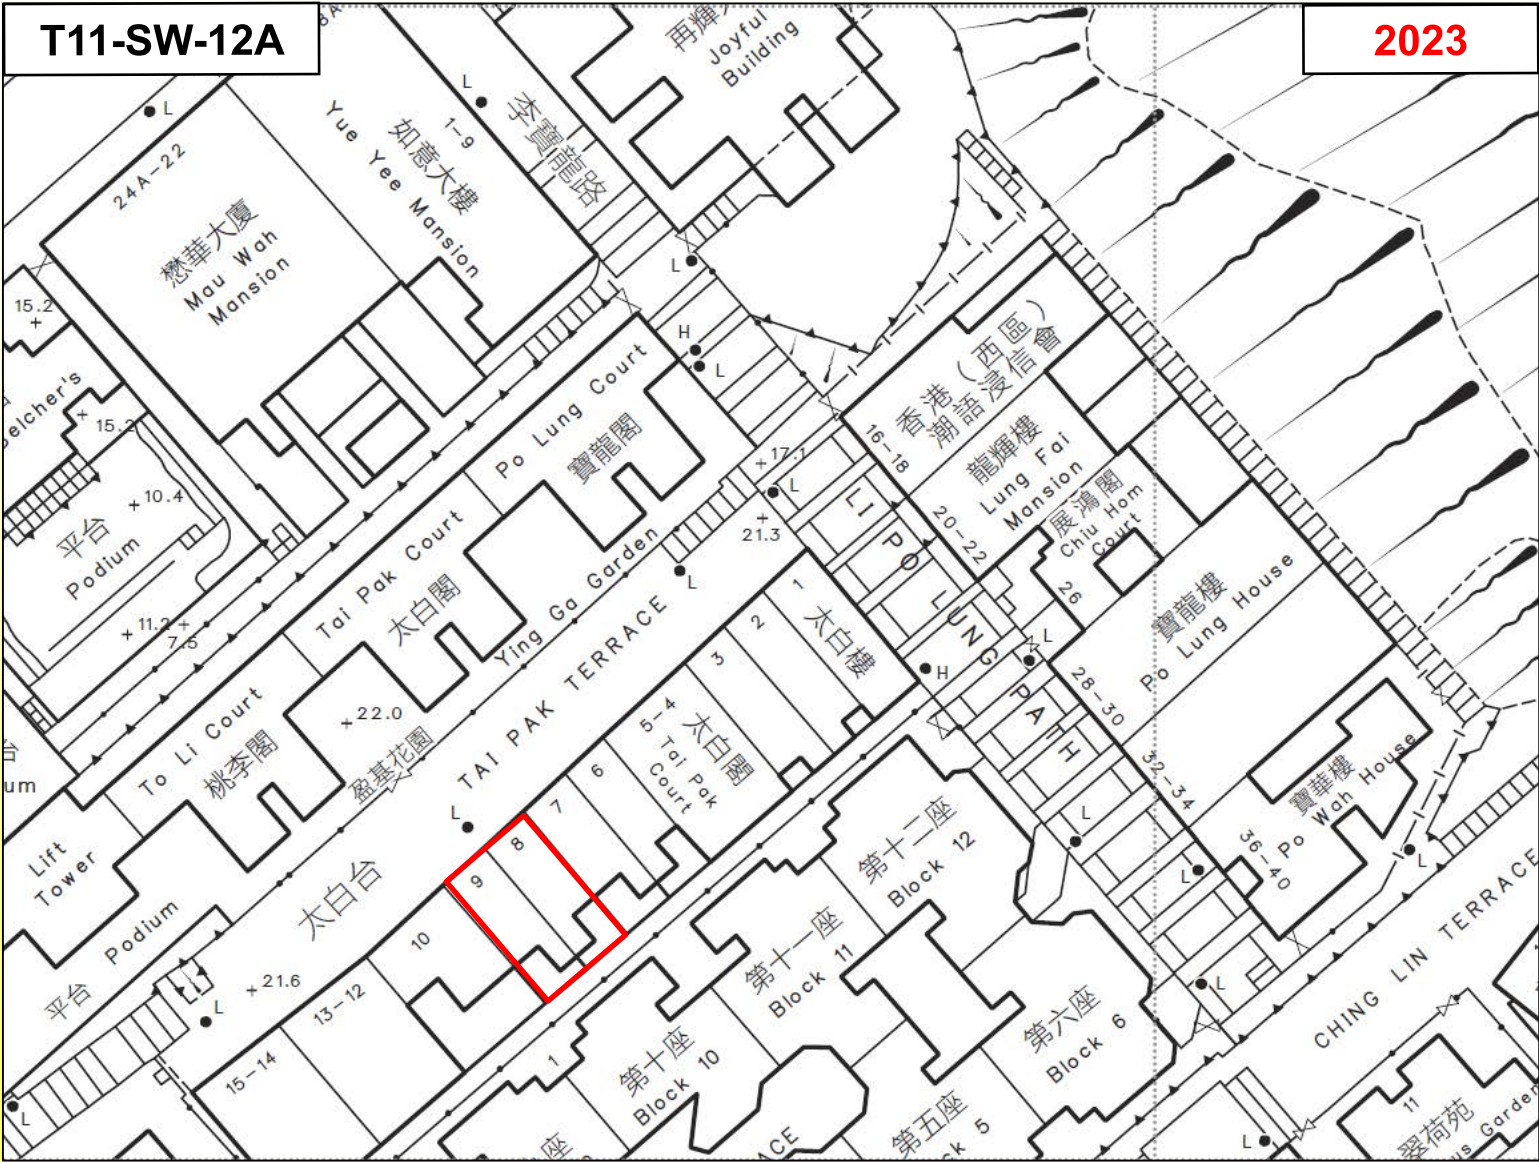 T11-SW-12A
2023
8A
L
24A-22
懋華大廈
Mau Wah
Mansion
1-9
如意大樓
Yue Yee Mansion
L
李寶龍路
Joyful
Building
15.2
15.2
Belcher's
10.4
平台
Podium
11.2
7.5
L
H
L
Po Lung Court
寶龍閣
Tai Pak Court
太白閣
To Li Court
桃李閣
Ying Ga Garden
盈基花園
22.0
17.1
L
21.3
L
TAI PAK TERRACE
太白台
L
Lift
Tower
Podium
平台
21.6
L
L
香港（西區）
潮語浸信會
16-18
龍輝樓
Lung Fai
Mansion
20-22
展鴻閣
Chiu Hom
Court
26
寶龍樓
Po Lung House
28-30
32-34
寶華樓
Po Wah House
36-40
LI PO LUNG PATH
H
L
L
L
L
L
1
太白樓
2
3
5-4
太白閣
5 Tai Pak
Court
6
7
8
9
10
13-12
15-14
第十二座
Block 12
第十一座
Block 11
第十座
Block 10
1
第六座
Block 6
第五座
CHING LIN TERRACE
11
翠荷苑
L